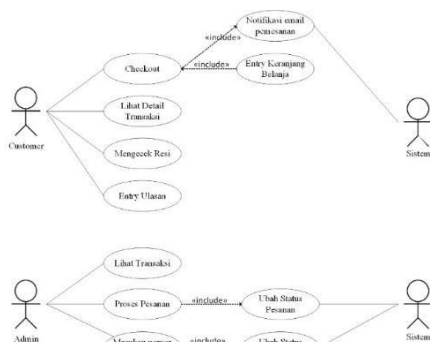 Notifikasi email
pemesanan
«include»
Checkout
«include»
Entry Keranjang
Belanja
Lihat Detail
Transaksi
Customer
Sistem
Mengecek Resi
Entry Ulasan
Lihat Transaksi
Proses Pesanan
«include»
Ubah Status
Pesanan
Admin
Sistem
«include»
Ubah Status